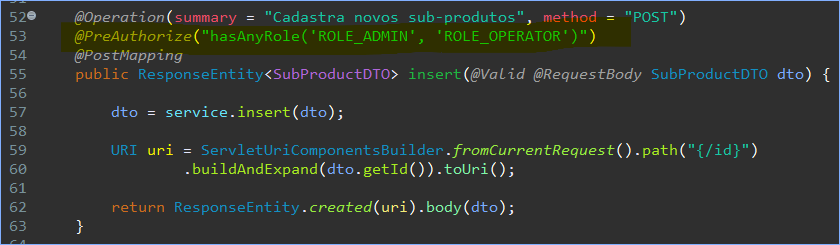 52 @Operation(summary = "Cadastra novos sub-produtos", method = "POST")
53 @PreAuthorize("hasAnyRole('ROLE_ADMIN', 'ROLE_OPERATOR')")
54 @PostMapping
55 public ResponseEntity<SubProductDTO> insert(@Valid @RequestBody SubProductDTO dto) {
56
57 dto = service.insert(dto);
58
59 URI uri = ServletUriComponentsBuilder.fromCurrentRequest().path("{/id}")
60 .buildAndExpand(dto.getId()).toUri();
61
62 return ResponseEntity.created(uri).body(dto);
63 }
64